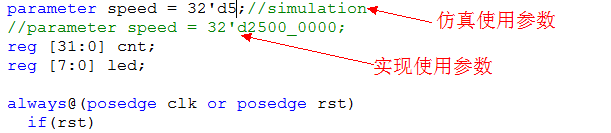 parameter speed = 32'd5;//simulation
仿真使用参数
//parameter speed = 32'd2500_0000;
reg [31:0] cnt;
实现使用参数
reg [7:0] led;
always@(posedge clk or posedge rst)
if(rst)